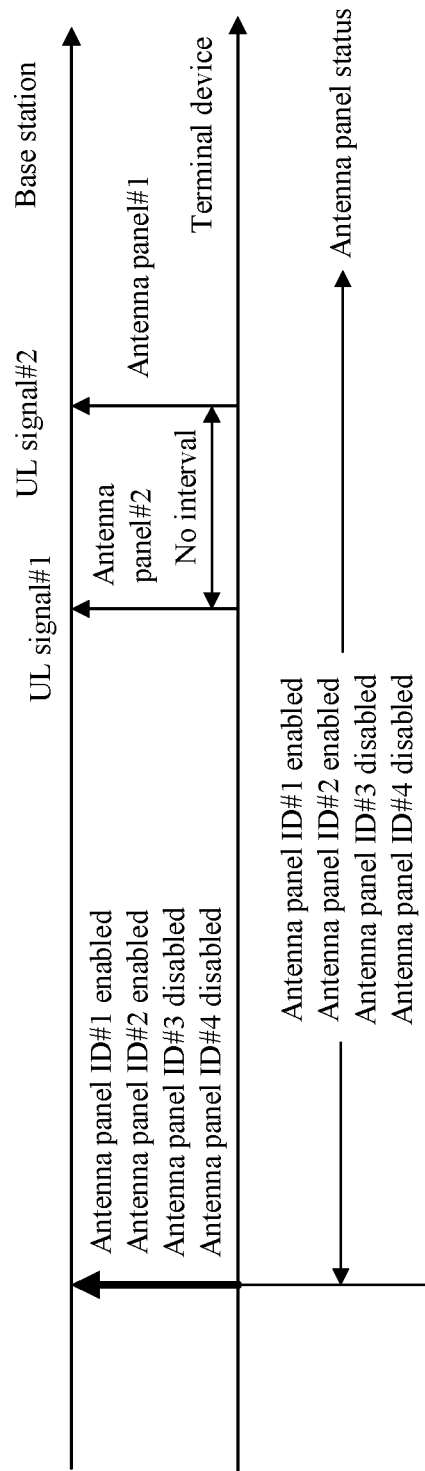 UL signal#1
UL signal#2
Base station
Antenna panel ID#1 enabled
Antenna panel ID#2 enabled
Antenna panel ID#3 disabled
Antenna panel ID#4 disabled
Antenna
panel#2
No interval
Antenna panel#1
Terminal device
Antenna panel ID#1 enabled
Antenna panel ID#2 enabled
Antenna panel ID#3 disabled
Antenna panel ID#4 disabled
Antenna panel status